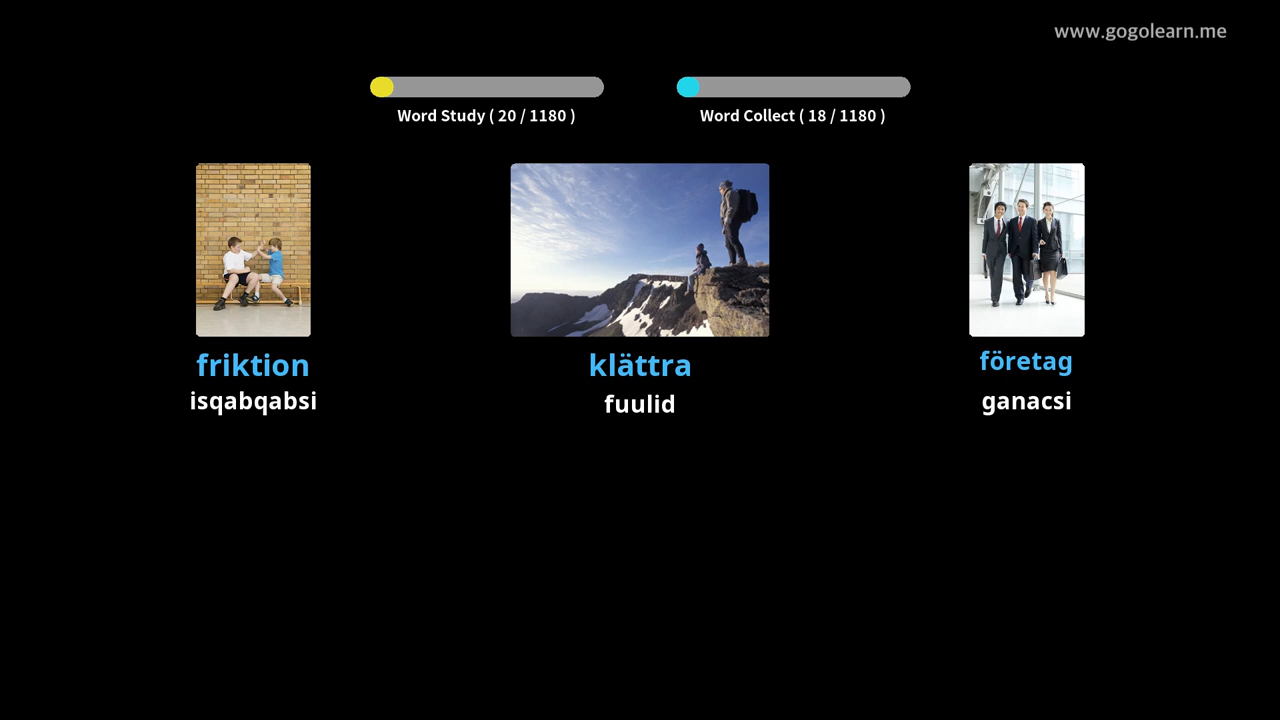 www.gogolearn.me
Word Study ( 20 / 1180 )
Word Collect ( 18 / 1180 )
friktion
isqabqabsi
klättra
fuulid
företag
ganacsi